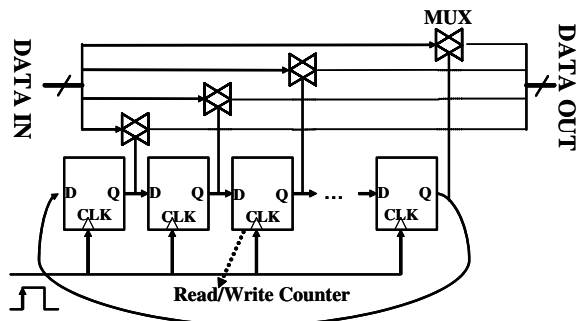 MUX
DATA IN
DATA OUT
D Q CLK
D Q CLK
D Q CLK
...
D Q CLK
Read/Write Counter